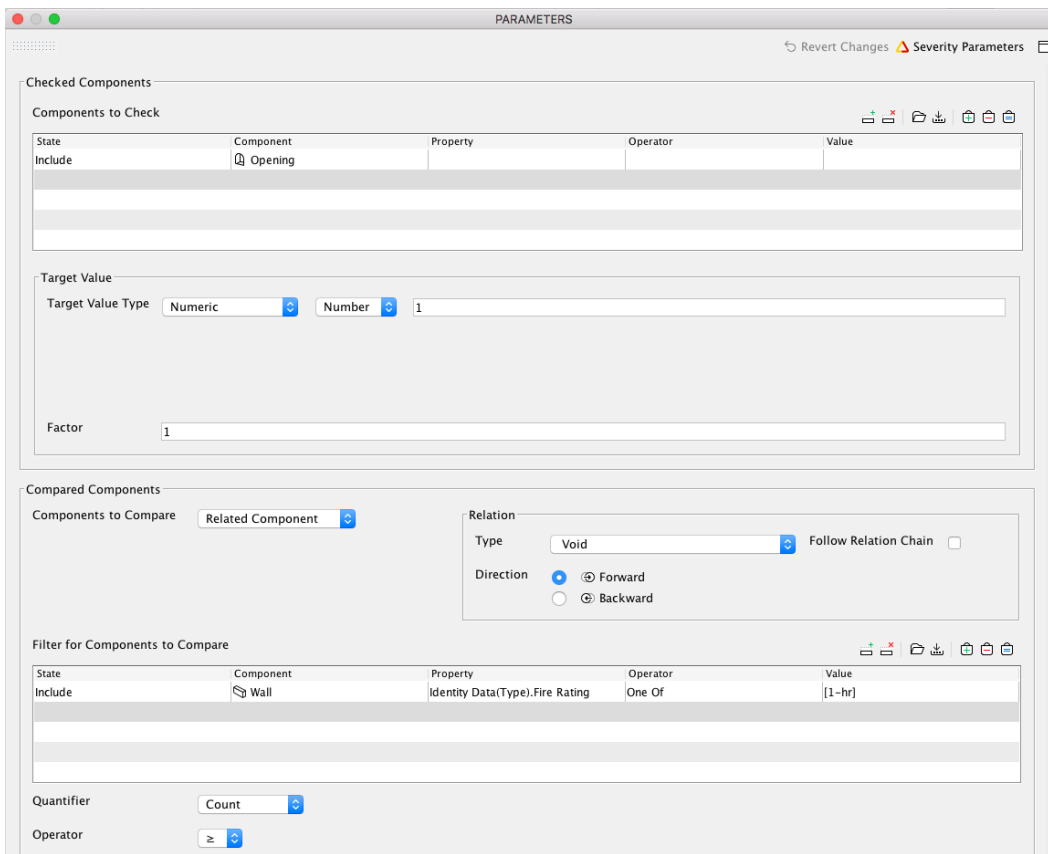 PARAMETERS
Revert Changes Severity Parameters
Checked Components
Components to Check
State Component Property Operator Value
Include Opening
Target Value
Target Value Type Numeric Number 1
Factor 1
Compared Components
Components to Compare Related Component
Relation
Type Void Follow Relation Chain
Direction Forward
Backward
Filter for Components to Compare
State Component Property Operator Value
Include Wall Identity Data(Type).Fire Rating One Of [1-hr]
Quantifier Count
Operator ≥